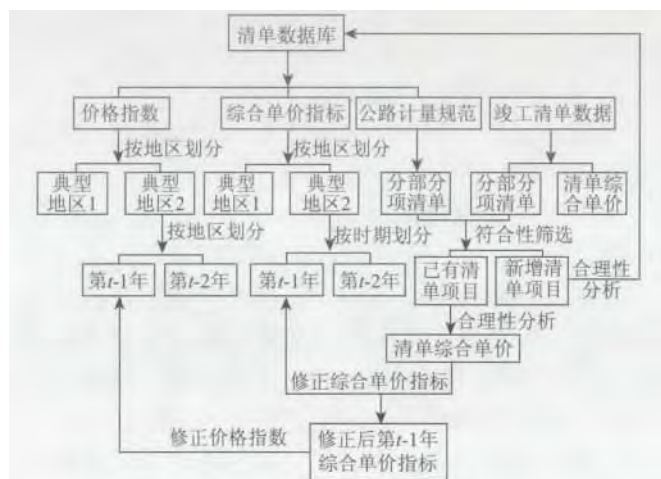 清单数据库
价格指数
综合单价指标
公路计量规范
竣工清单数据
按地区划分
按地区划分
典型
地区1
典型
地区2
典型
地区1
典型
地区2
分部分
项清单
分部分
项清单
清单综
合单价
按地区划分
按时期划分
符合性筛选
第t-1年
第t-2年
第t-1年
第t-2年
已有清
单项目
新增清
单项目
合理性
分析
合理性分析
清单综合单价
修正综合单价指标
修正价格指数
修正后第t-1年
综合单价指标